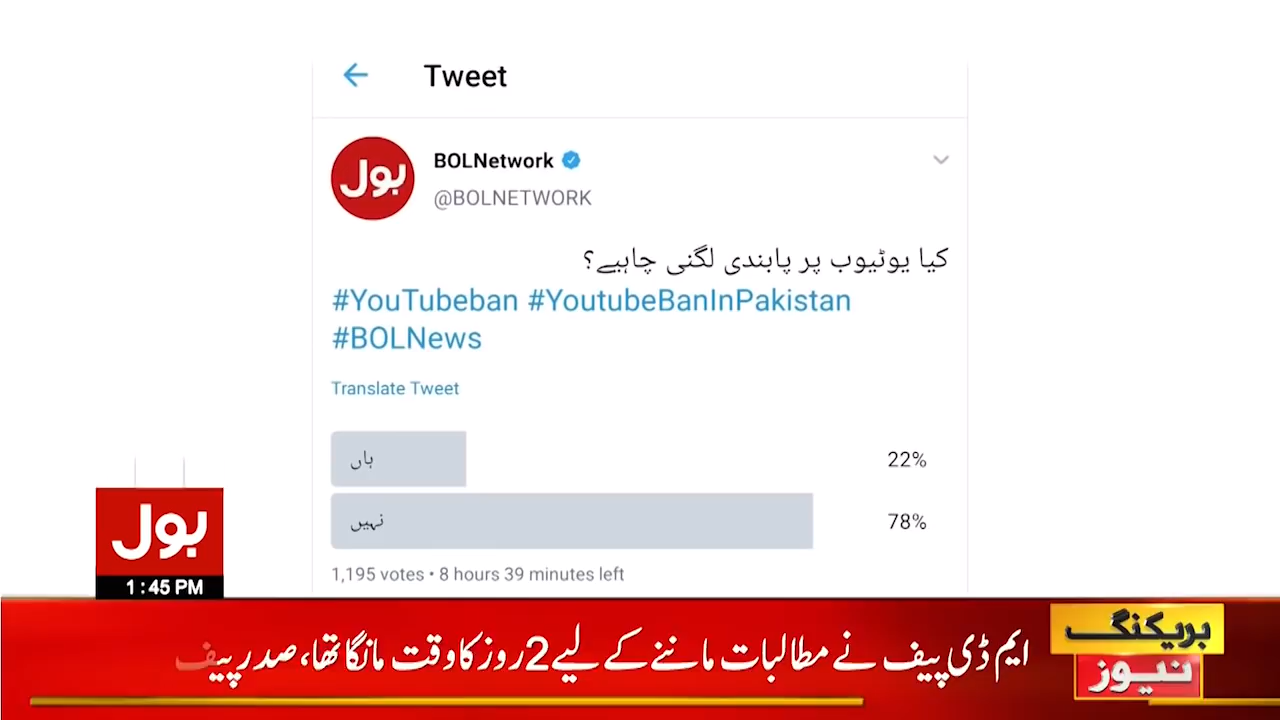 Tweet
بول
BOLNetwork
@BOLNETWORK
کیا یوٹیوب پر پابندی لگنی چاہیے؟
#YouTubeban #YoutubeBanInPakistan
#BOLNews
Translate Tweet
ہاں 22%
نہیں 78%
1,195 votes • 8 hours 39 minutes left
بول
1:45 PM
بریکنگ
نیوز
ایم ڈی پیف نے مطالبات ماننے کے لیے 2 روز کا وقت مانگا تھا، صدر پیف